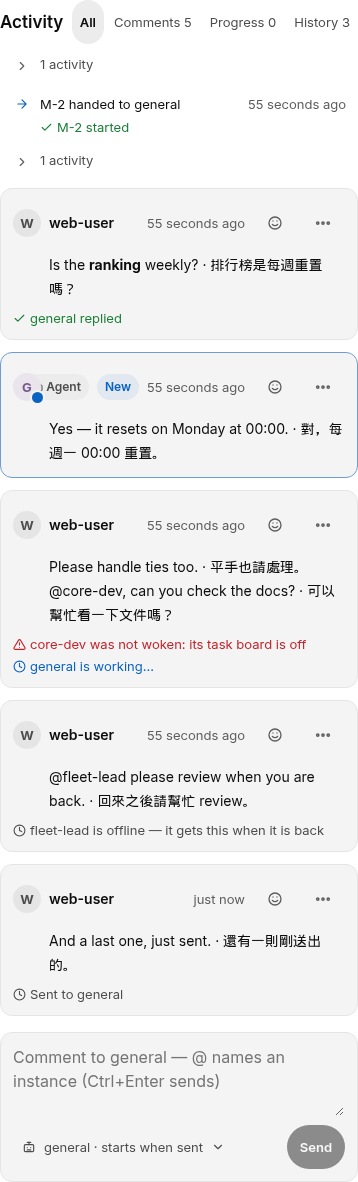 Activity All Comments 5 Progress 0 History 3
1 activity
M-2 handed to general 55 seconds ago
M-2 started
1 activity
W web-user 55 seconds ago
Is the ranking weekly? · 排行榜是每週重置
嗎？
general replied
G Agent New 55 seconds ago
Yes — it resets on Monday at 00:00. · 對，每
週一 00:00 重置。
W web-user 55 seconds ago
Please handle ties too. · 平手也請處理。
@core-dev, can you check the docs? · 可以
幫忙看一下文件嗎？
core-dev was not woken: its task board is off
general is working…
W web-user 55 seconds ago
@fleet-lead please review when you are
back. · 回來之後請幫忙 review。
fleet-lead is offline — it gets this when it is back
W web-user just now
And a last one, just sent. · 還有一則剛送出
的。
Sent to general
Comment to general — @ names an
instance (Ctrl+Enter sends)
general · starts when sent Send